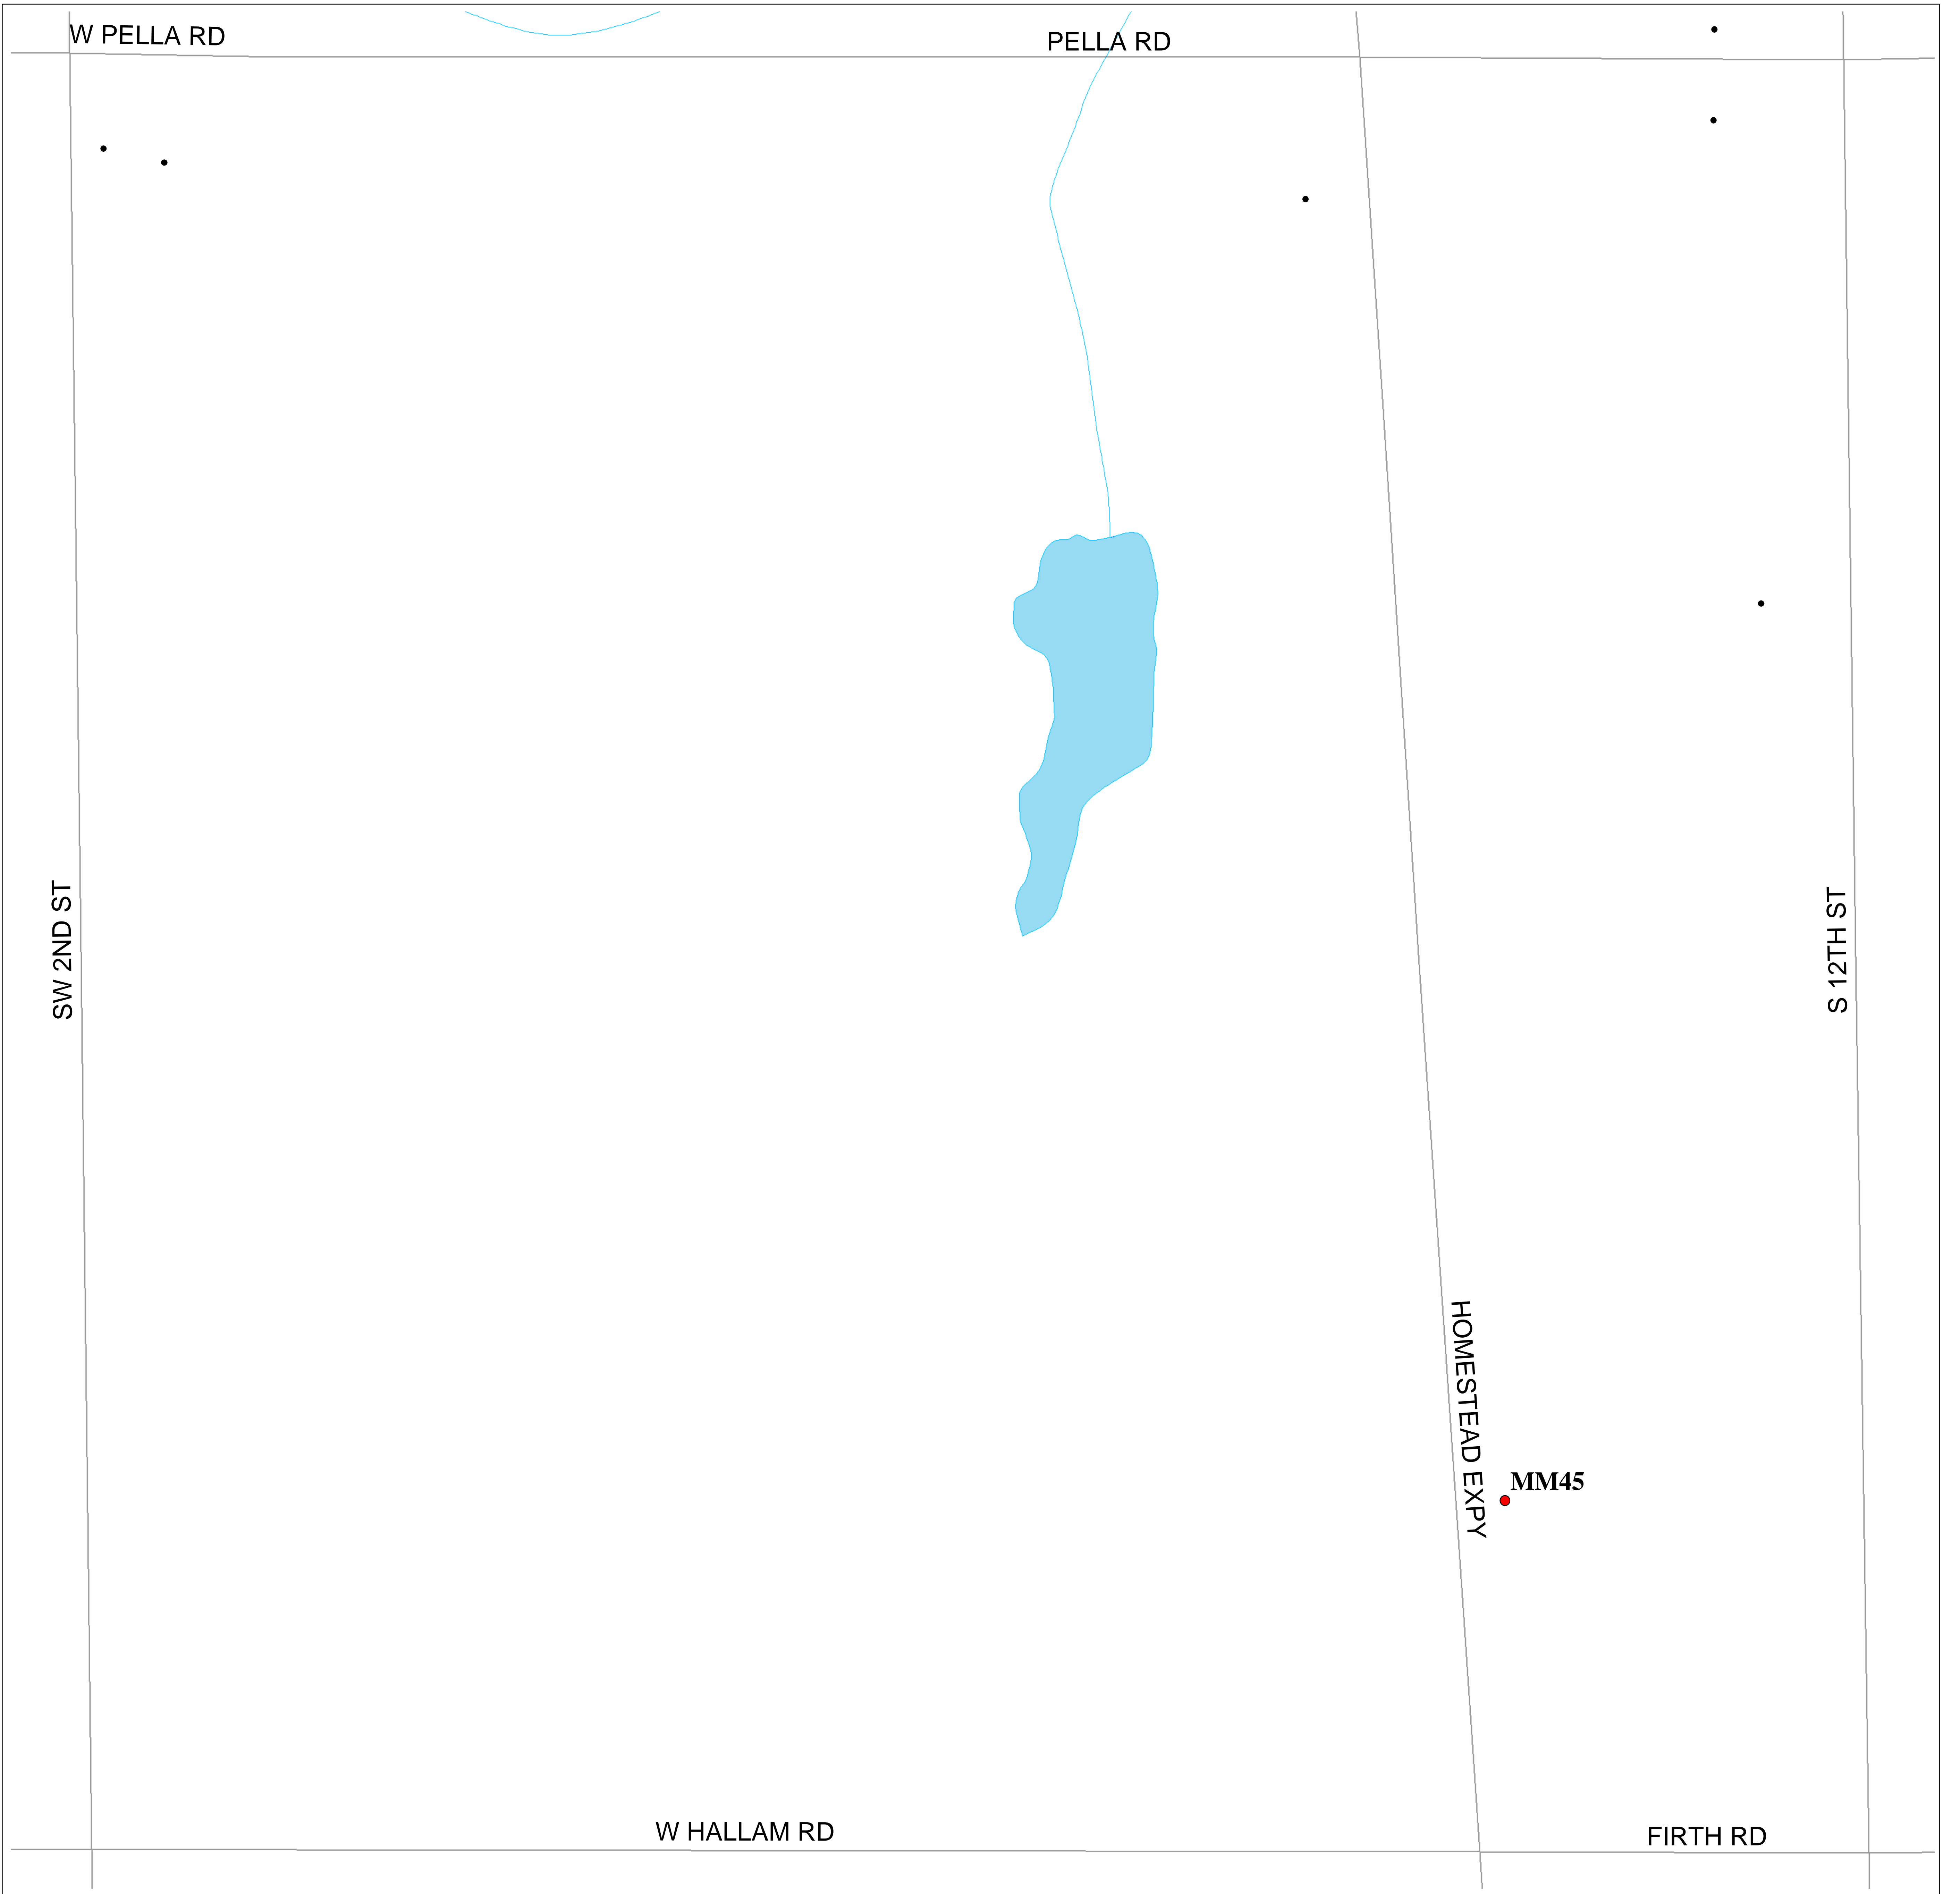 W PELLA RD
PELLA RD
SW 2ND ST
S 12TH ST
HOMESTEAD EXPY
MM45
W HALLAM RD
FIRTH RD